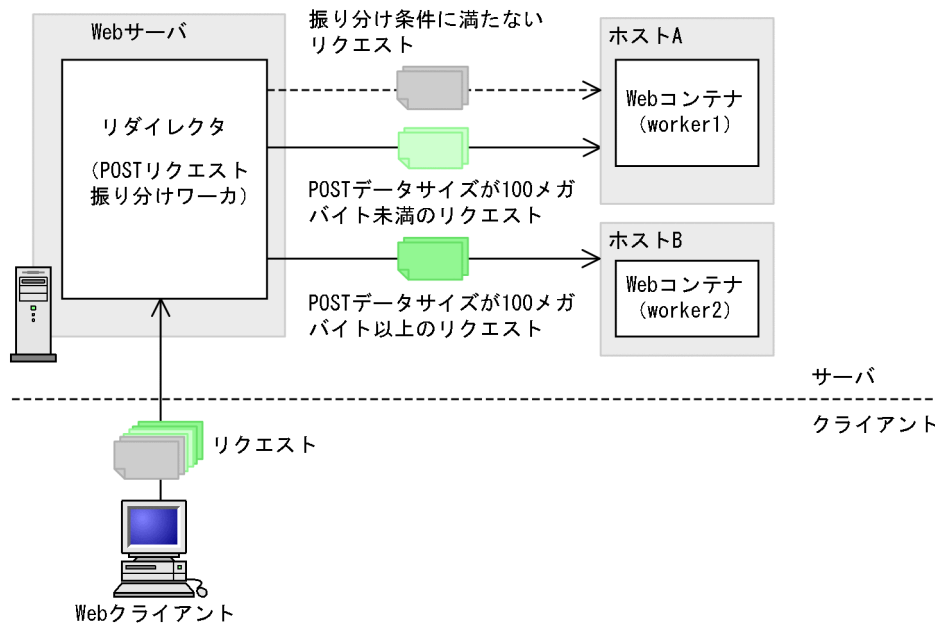 Webサーバ
リダイレクタ
(POSTリクエスト
振り分けワーカ)
振り分け条件に満たない
リクエスト
POSTデータサイズが100メガ
バイト未満のリクエスト
POSTデータサイズが100メガ
バイト以上のリクエスト
ホストA
Webコンテナ
(worker1)
ホストB
Webコンテナ
(worker2)
サーバ
クライアント
リクエスト
Webクライアント